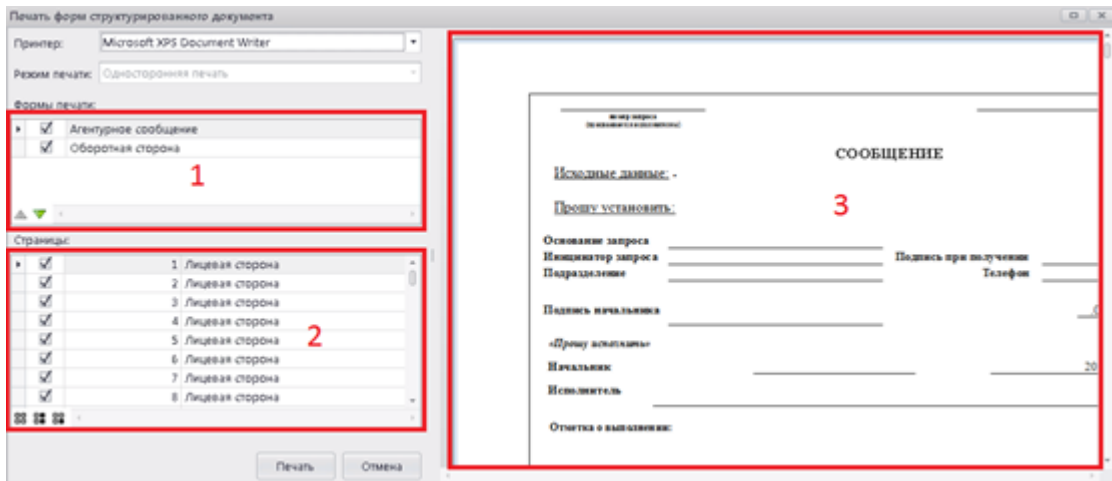 Печать форм структурированного документа
Принтер: Microsoft XPS Document Writer
Режим печати: Односторонняя печать
Формы печати:
Агентурное сообщение
Оборотная сторона
1
Страницы:
1 Лицевая сторона
2 Лицевая сторона
3 Лицевая сторона
4 Лицевая сторона
5 Лицевая сторона
6 Лицевая сторона
7 Лицевая сторона
8 Лицевая сторона
2
Печать Отмена
СООБЩЕНИЕ
Исходные данные: -
Прошу установить:
3
Основание запроса
Инициатор запроса Подпись при получении
Подразделение Телефон
Подпись начальника
«Прошу исполнить»
Начальник 20
Исполнитель
Отметка о выполнении: